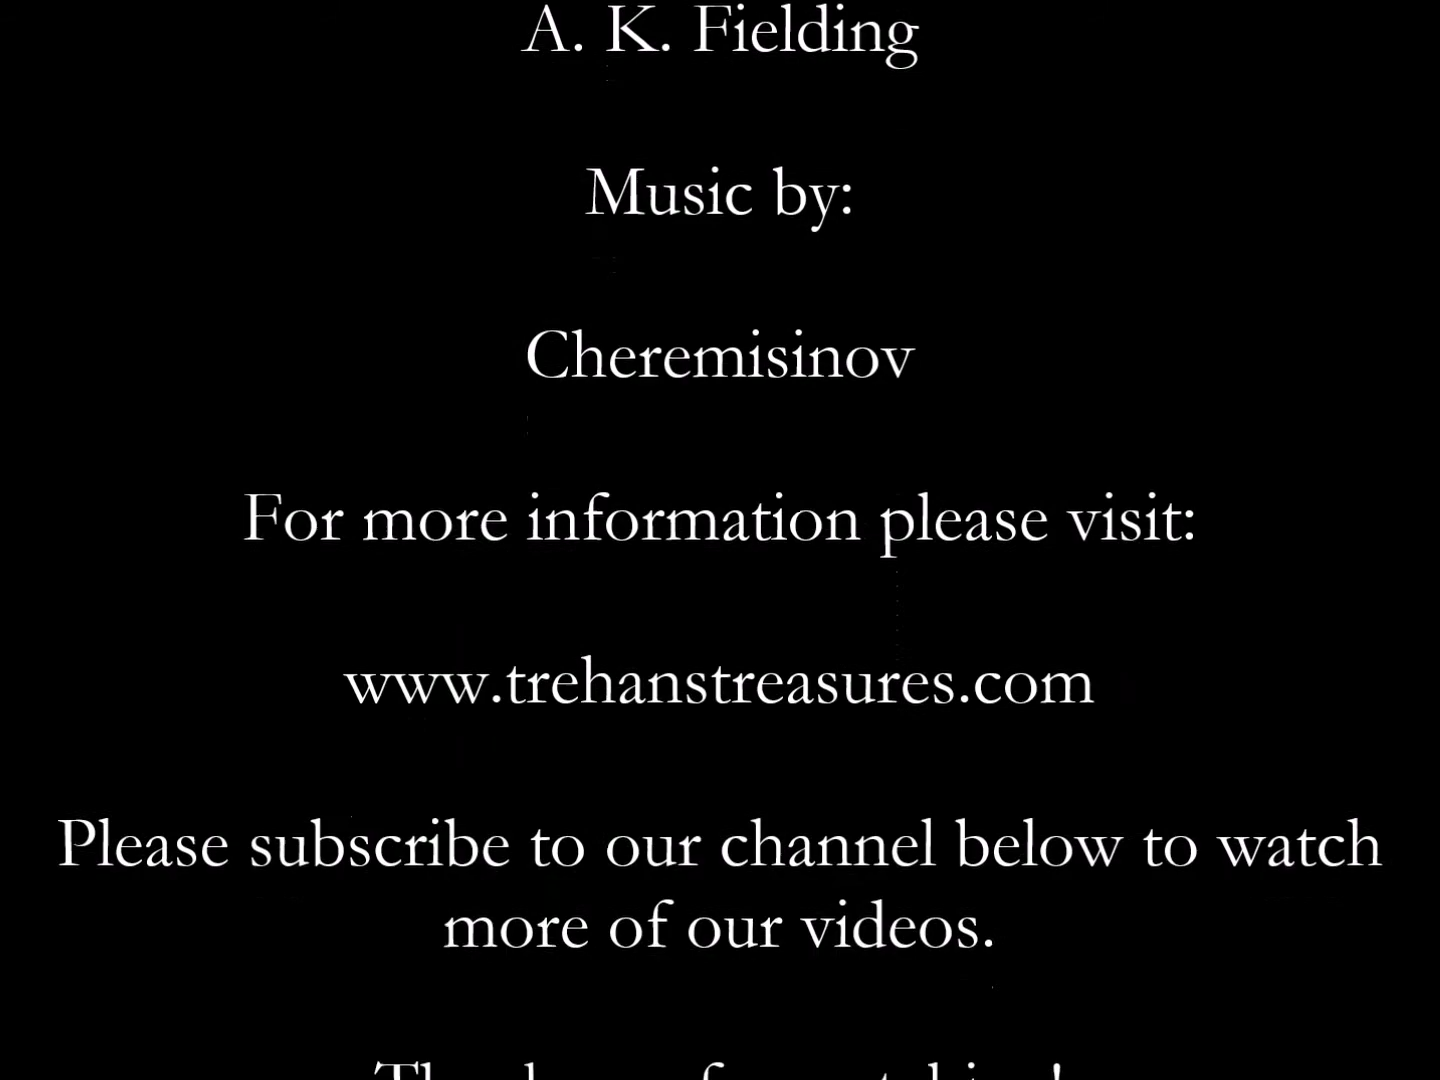 A. K. Fielding
Music by:
Cheremisinov
For more information please visit:
www.trehanstreasures.com
Please subscribe to our channel below to watch
more of our videos.